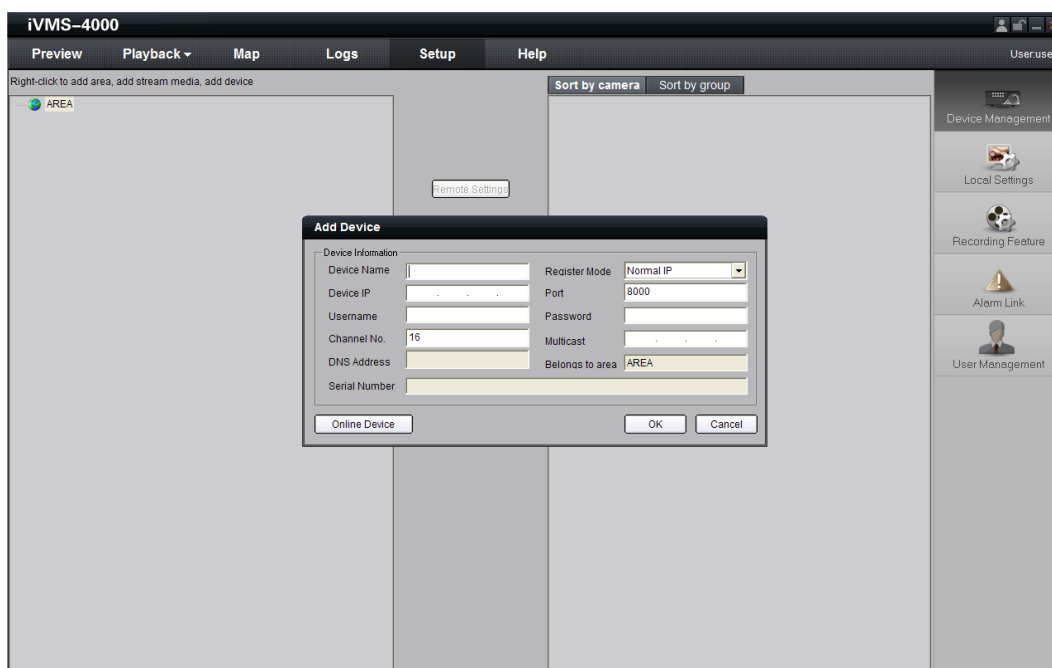 iVMS-4000
Preview Playback Map Logs Setup Help User:use
Right-click to add area, add stream media, add device
AREA
Remote Settings
Sort by camera Sort by group
Device Management
Local Settings
Recording Feature
Alarm Link
User Management
Add Device
Device Information
Device Name Register Mode Normal IP
Device IP . . . Port 8000
Username Password
Channel No. 16 Multicast . . .
DNS Address Belongs to area AREA
Serial Number
Online Device OK Cancel